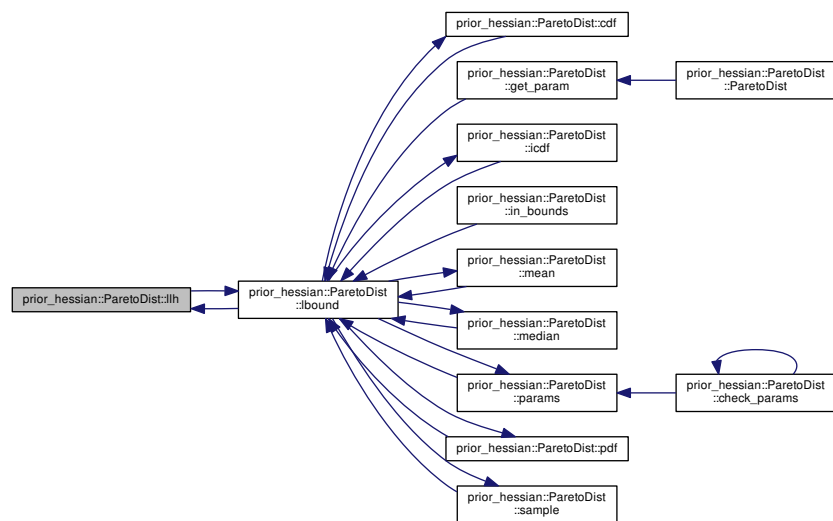 prior_hessian::ParetoDist::cdf
prior_hessian::ParetoDist
::get_param
prior_hessian::ParetoDist
::ParetoDist
prior_hessian::ParetoDist
::icdf
prior_hessian::ParetoDist
::in_bounds
prior_hessian::ParetoDist
::mean
prior_hessian::ParetoDist::llh
prior_hessian::ParetoDist
::lbound
prior_hessian::ParetoDist
::median
prior_hessian::ParetoDist
::params
prior_hessian::ParetoDist
::check_params
prior_hessian::ParetoDist::pdf
prior_hessian::ParetoDist
::sample